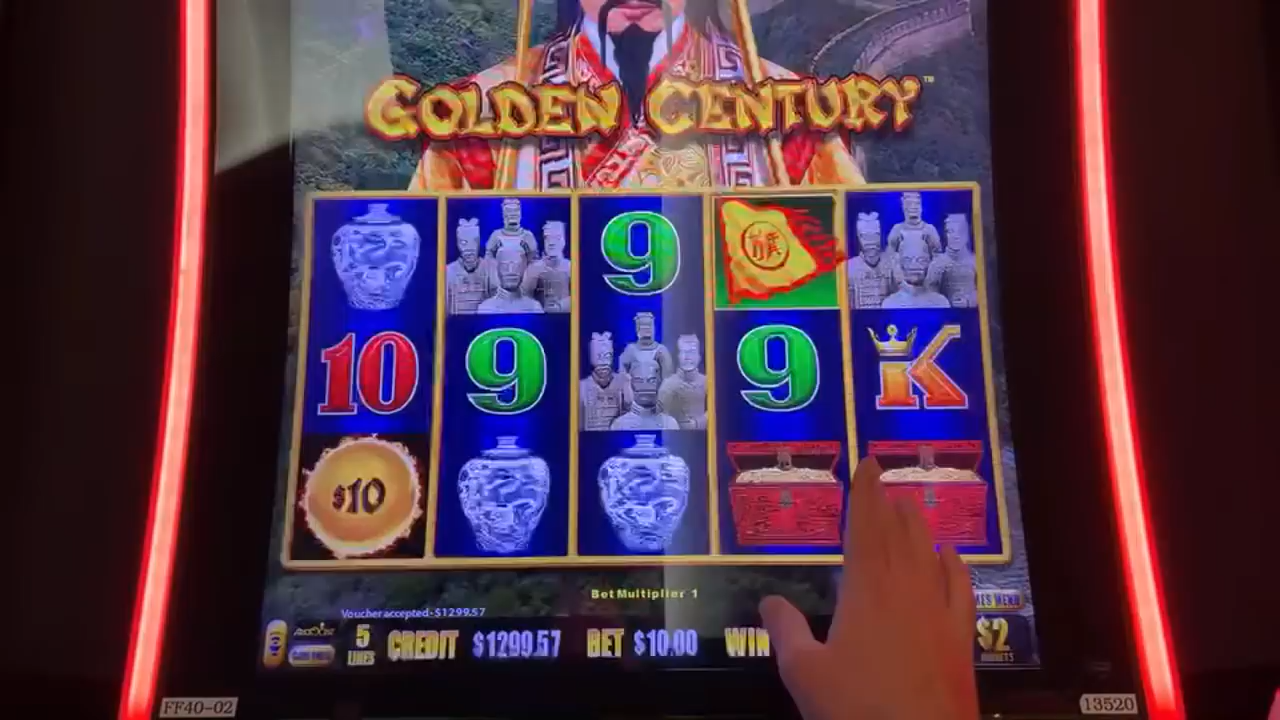 GOLDEN CENTURY™
9
10 9 9 K
$10
Bet Multiplier 1
Voucher accepted - $1299.57
5 LINES CREDIT $1299.57 BET $10.00 WIN $2
FF40-02 13520